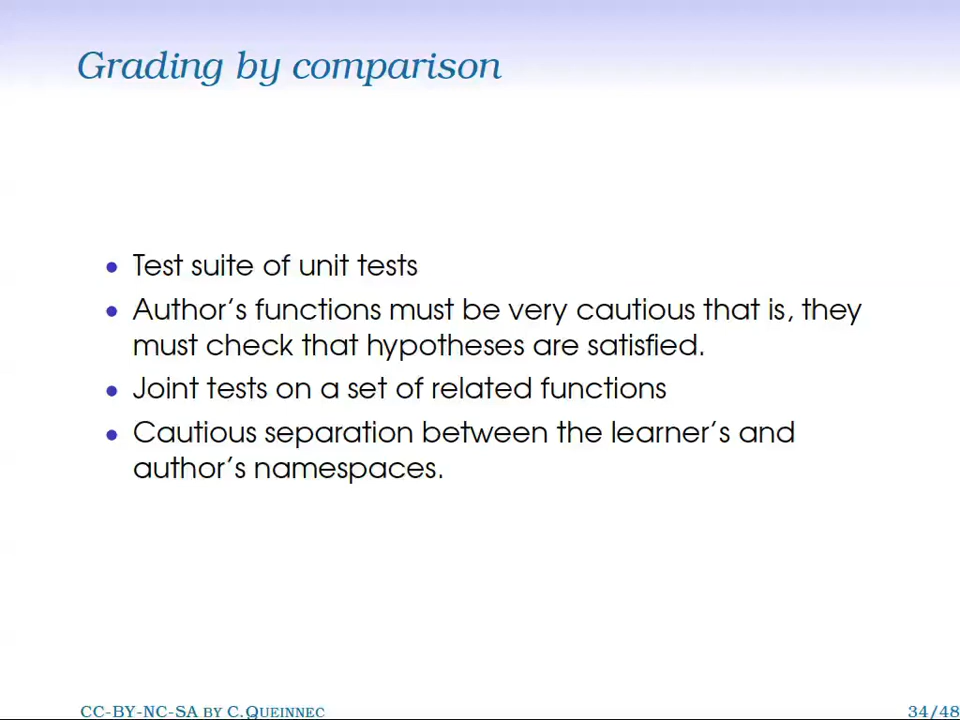 Grading by comparison
• Test suite of unit tests
• Author's functions must be very cautious that is, they
must check that hypotheses are satisfied.
• Joint tests on a set of related functions
• Cautious separation between the learner's and
author's namespaces.
CC-BY-NC-SA BY C.QUEINNEC 34/48